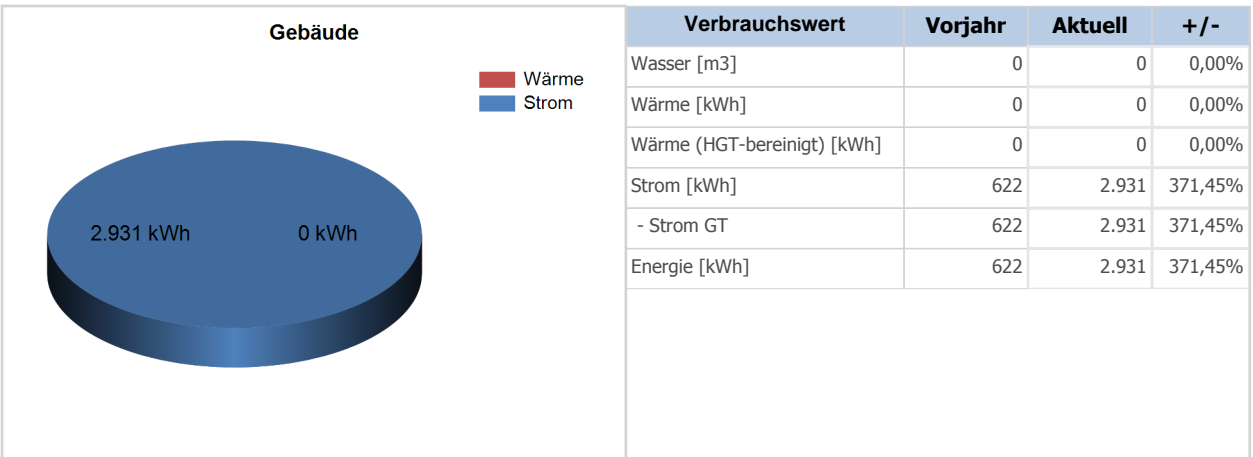 Gebäude
Wärme
Strom
2.931 kWh 0 kWh
Verbrauchswert Vorjahr Aktuell +/-
Wasser [m3] 0 0 0,00%
Wärme [kWh] 0 0 0,00%
Wärme (HGT-bereinigt) [kWh] 0 0 0,00%
Strom [kWh] 622 2.931 371,45%
- Strom GT 622 2.931 371,45%
Energie [kWh] 622 2.931 371,45%